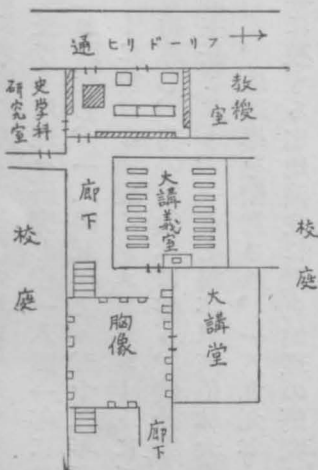 フリードリヒ通
教授
室
史学科
研究室
廊下
大講義室
校庭
校庭
大講堂
胸像
廊下